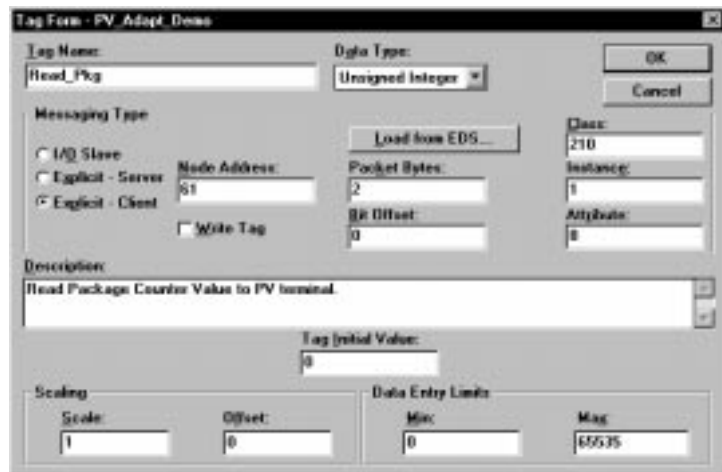 Tag Form - PV_Adapt_Demo
Tag Name:
Read_Pkg
Data Type:
Unsigned Integer
OK
Cancel
Messaging Type
I/O Slave
Explicit - Server
Explicit - Client
Node Address:
61
Write Tag
Load from EDS...
Packet Bytes:
2
Bit Offset:
0
Class:
210
Instance:
1
Attribute:
8
Description:
Read Package Counter Value to PV terminal.
Tag Initial Value:
0
Scaling
Scale:
1
Offset:
0
Data Entry Limits
Min:
0
Max:
65535